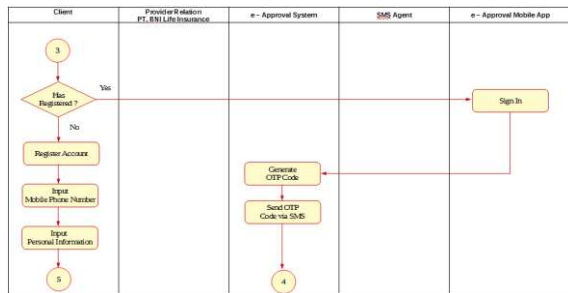 Client
Provider Relation
PT. BNI Life Insurance
e – Approval System
SMS Agent
e – Approval Mobile App
3
Has
Registered ?
Yes
No
Sign In
Register Account
Generate
OTP Code
Input
Mobile Phone Number
Send OTP
Code via SMS
Input
Personal Information
5
4